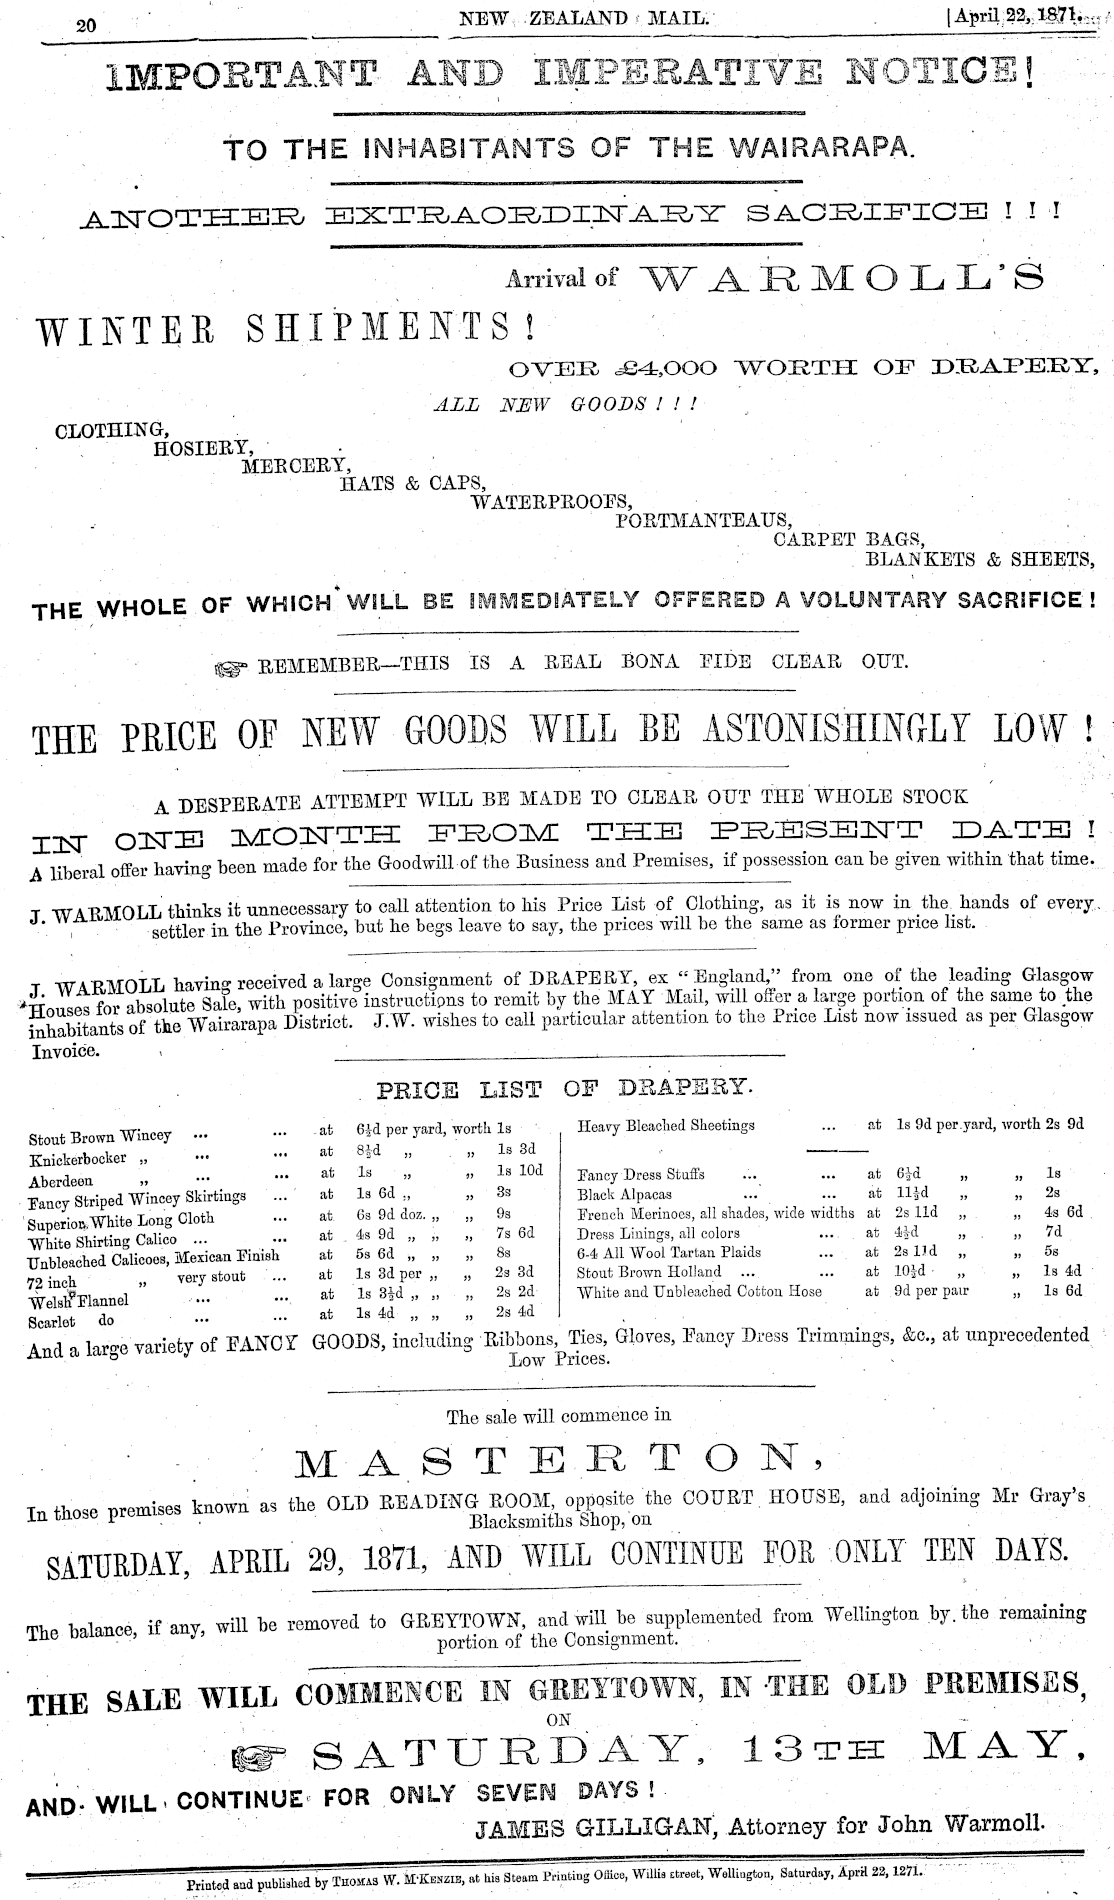 20
NEW ZEALAND MAIL.
[April 22, 1871.
IMPORTANT AND IMPERATIVE NOTICE!
TO THE INHABITANTS OF THE WAIRARAPA.
ANOTHER EXTRAORDINARY SACRIFICE ! ! !
Arrival of WARMOLL'S
WINTER SHIPMENTS !
OVER £4,000 WORTH OF DRAPERY,
ALL NEW GOODS ! ! !
CLOTHING,
HOSIERY,
MERCERY,
HATS & CAPS,
WATERPROOFS,
PORTMANTEAUS,
CARPET BAGS,
BLANKETS & SHEETS,
THE WHOLE OF WHICH WILL BE IMMEDIATELY OFFERED A VOLUNTARY SACRIFICE !
☞ REMEMBER—THIS IS A REAL BONA FIDE CLEAR OUT.
THE PRICE OF NEW GOODS WILL BE ASTONISHINGLY LOW !
A DESPERATE ATTEMPT WILL BE MADE TO CLEAR OUT THE WHOLE STOCK
IN ONE MONTH FROM THE PRESENT DATE !
A liberal offer having been made for the Goodwill of the Business and Premises, if possession can be given within that time.
J. WARMOLL thinks it unnecessary to call attention to his Price List of Clothing, as it is now in the hands of every
settler in the Province, but he begs leave to say, the prices will be the same as former price list.
J. WARMOLL having received a large Consignment of DRAPERY, ex "England," from one of the leading Glasgow
Houses for absolute Sale, with positive instructions to remit by the MAY Mail, will offer a large portion of the same to the
inhabitants of the Wairarapa District. J.W. wishes to call particular attention to the Price List now issued as per Glasgow
Invoice.
PRICE LIST OF DRAPERY.
Stout Brown Wincey ... ... at 6½d per yard, worth 1s
Knickerbocker „ ... ... at 8½d „ „ 1s 3d
Aberdeen „ ... ... at 1s „ „ 1s 10d
Fancy Striped Wincey Skirtings ... at 1s 6d „ „ 3s
Superior White Long Cloth ... at 6s 9d doz. „ „ 9s
White Shirting Calico ... ... at 4s 9d „ „ „ 7s 6d
Unbleached Calicoes, Mexican Finish at 5s 6d „ „ „ 8s
72 inch „ very stout ... at 1s 3d per „ „ 2s 3d
Welsh Flannel ... ... at 1s 3½d „ „ „ 2s 2d
Scarlet do ... ... at 1s 4d „ „ „ 2s 4d
Heavy Bleached Sheetings ... at 1s 9d per yard, worth 2s 9d
Fancy Dress Stuffs ... ... at 6½d „ „ 1s
Black Alpacas ... ... at 11½d „ „ 2s
French Merinoes, all shades, wide widths at 2s 11d „ „ 4s 6d
Dress Linings, all colors ... at 4½d „ „ 7d
6-4 All Wool Tartan Plaids ... at 2s 11d „ „ 5s
Stout Brown Holland ... ... at 10½d „ „ 1s 4d
White and Unbleached Cotton Hose at 9d per pair „ 1s 6d
And a large variety of FANCY GOODS, including Ribbons, Ties, Gloves, Fancy Dress Trimmings, &c., at unprecedented
Low Prices.
The sale will commence in
MASTERTON,
In those premises known as the OLD READING ROOM, opposite the COURT HOUSE, and adjoining Mr Gray's
Blacksmiths Shop, on
SATURDAY, APRIL 29, 1871, AND WILL CONTINUE FOR ONLY TEN DAYS.
The balance, if any, will be removed to GREYTOWN, and will be supplemented from Wellington by the remaining
portion of the Consignment.
THE SALE WILL COMMENCE IN GREYTOWN, IN THE OLD PREMISES,
ON
☞ SATURDAY, 13TH MAY,
AND WILL CONTINUE FOR ONLY SEVEN DAYS !
JAMES GILLIGAN, Attorney for John Warmoll.
Printed and published by THOMAS W. M'KENZIE, at his Steam Printing Office, Willis street, Wellington, Saturday, April 22, 1271.